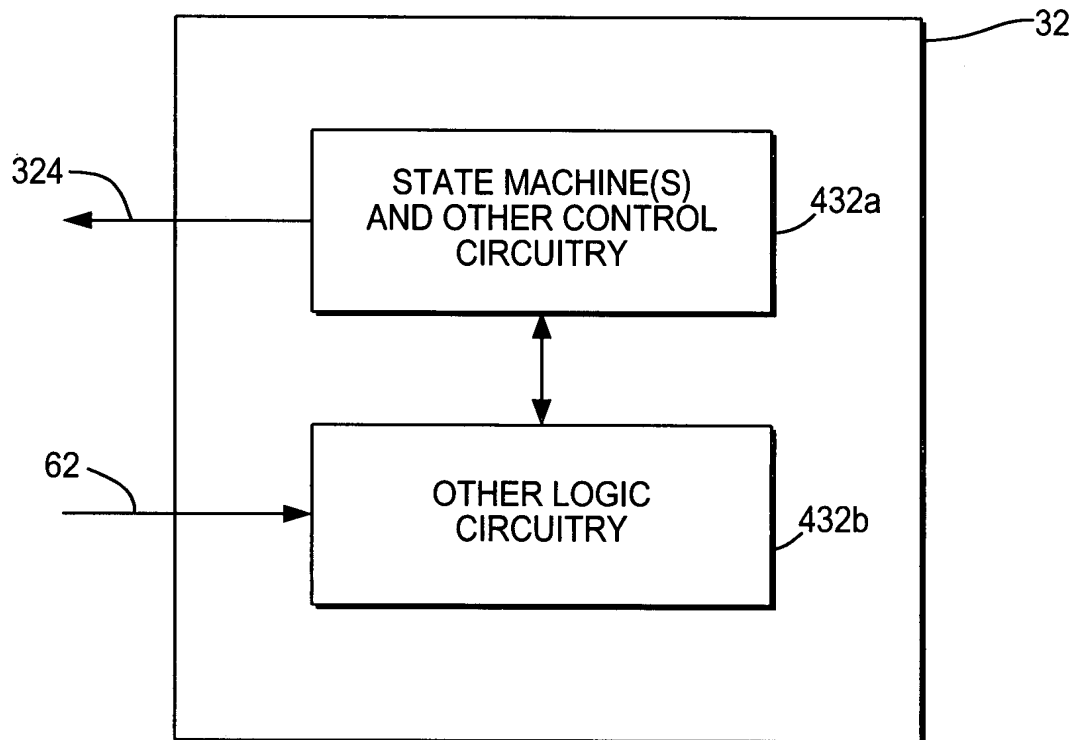 32
324
STATE MACHINE(S)
AND OTHER CONTROL
CIRCUITRY
432a
62
OTHER LOGIC
CIRCUITRY
432b